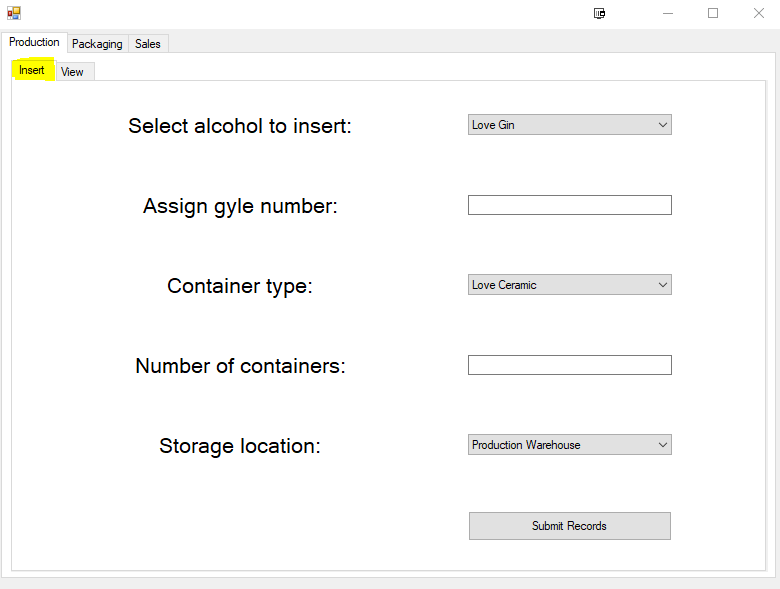 Production Packaging Sales
Insert View
Select alcohol to insert: Love Gin
Assign gyle number:
Container type: Love Ceramic
Number of containers:
Storage location: Production Warehouse
Submit Records